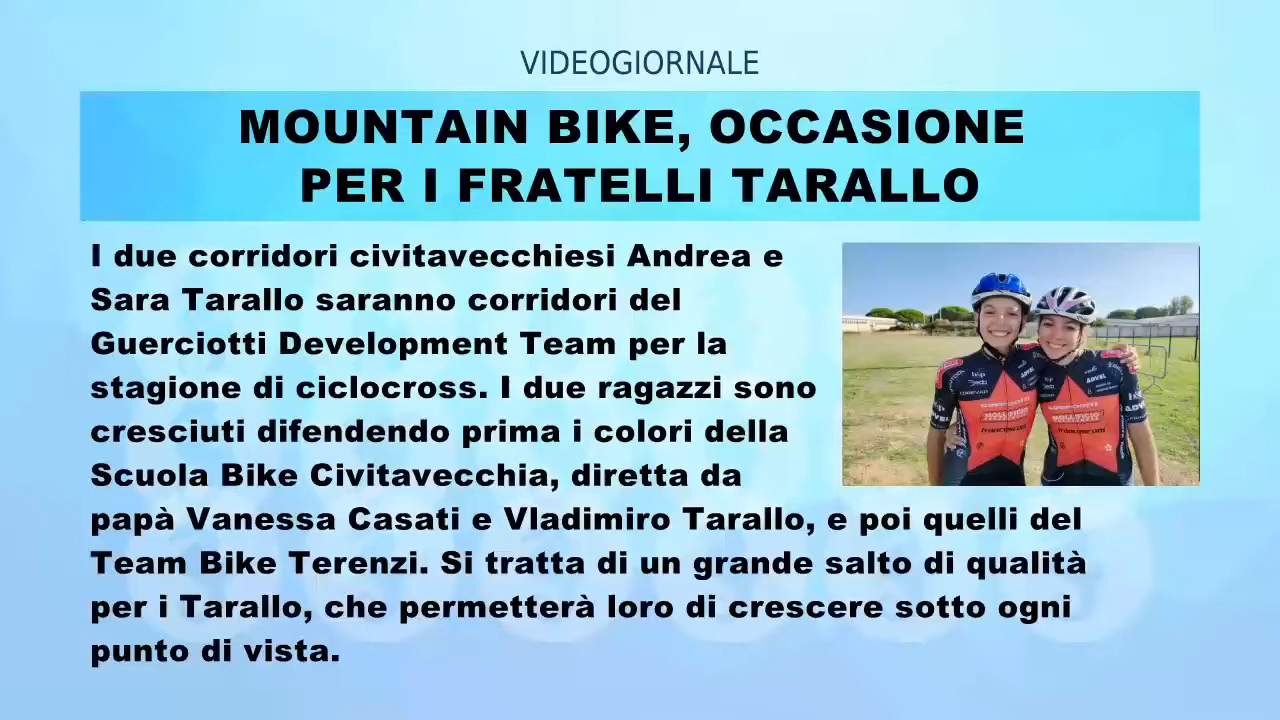 VIDEOGIORNALE
MOUNTAIN BIKE, OCCASIONE
PER I FRATELLI TARALLO
I due corridori civitavecchiesi Andrea e
Sara Tarallo saranno corridori del
Guerciotti Development Team per la
stagione di ciclocross. I due ragazzi sono
cresciuti difendendo prima i colori della
Scuola Bike Civitavecchia, diretta da
papà Vanessa Casati e Vladimiro Tarallo, e poi quelli del
Team Bike Terenzi. Si tratta di un grande salto di qualità
per i Tarallo, che permetterà loro di crescere sotto ogni
punto di vista.